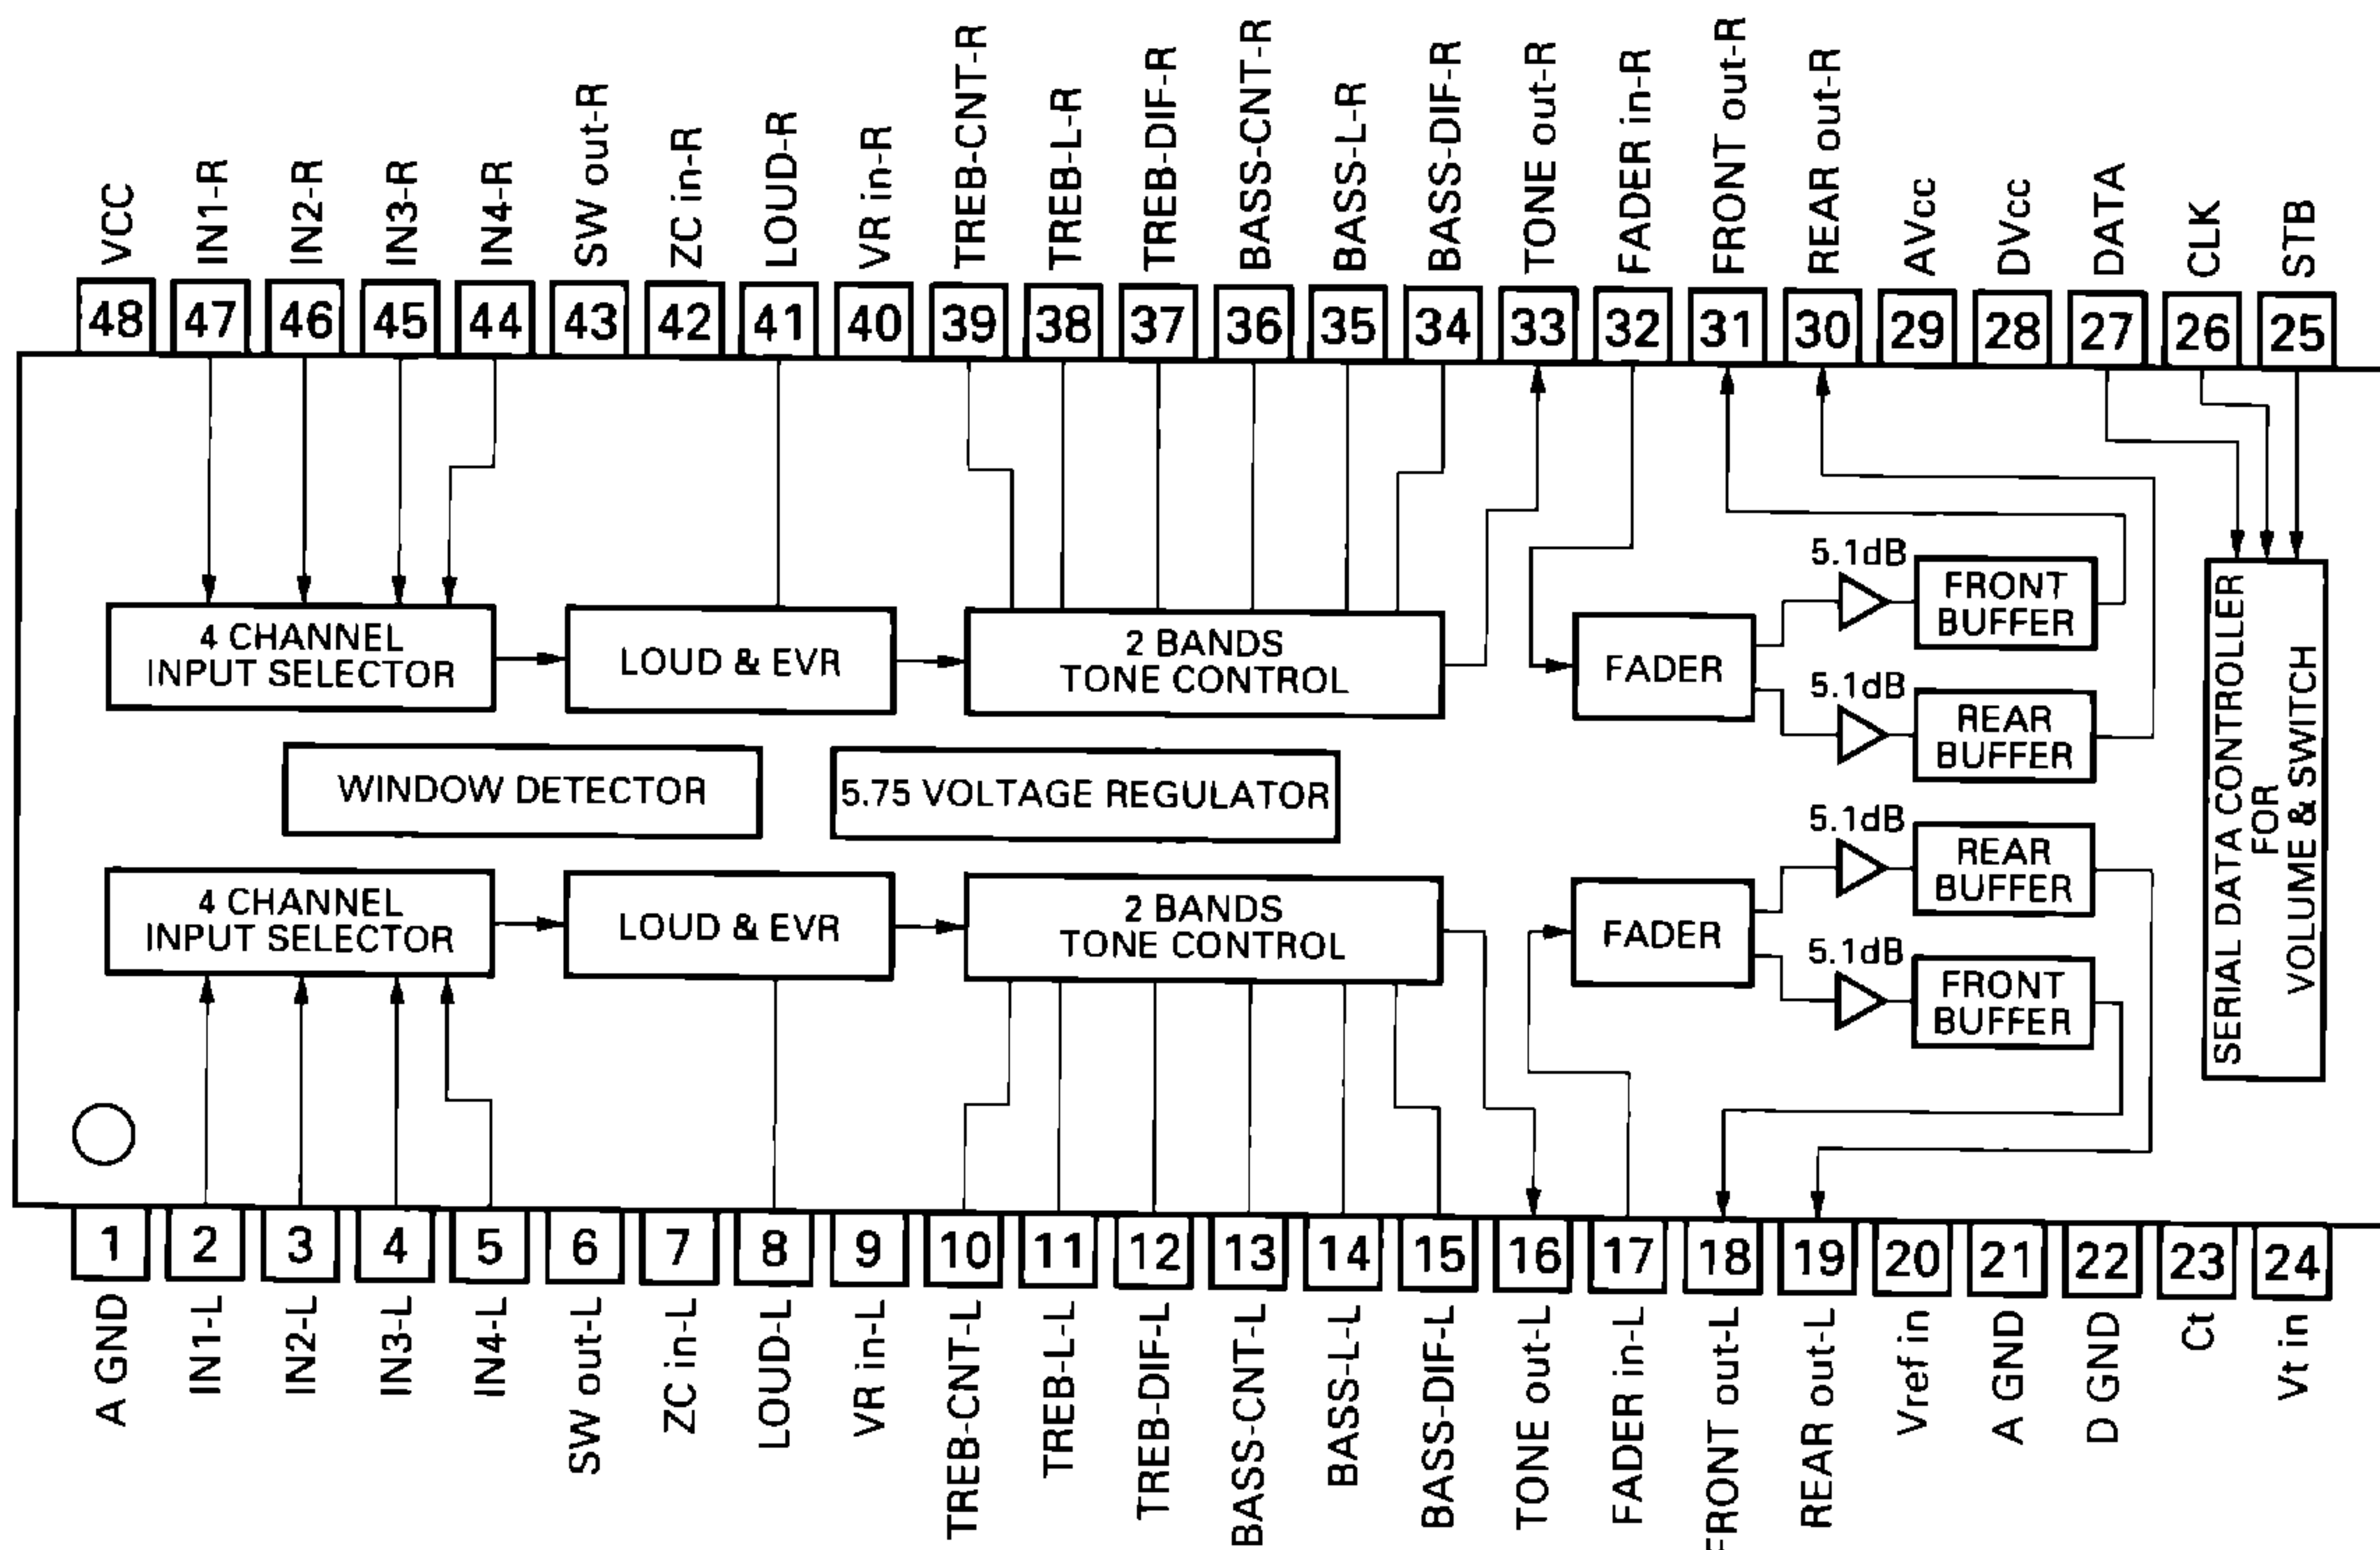 VCC
IN1-R
IN2-R
IN3-R
IN4-R
SW out-R
ZC in-R
LOUD-R
VR in-R
TREB-CNT-R
TREB-L-R
TREB-DIF-R
BASS-CNT-R
BASS-L-R
BASS-DIF-R
TONE out-R
FADER in-R
FRONT out-R
REAR out-R
AVcc
DVcc
DATA
CLK
STB
48 47 46 45 44 43 42 41 40 39 38 37 36 35 34 33 32 31 30 29 28 27 26 25
4 CHANNEL
INPUT SELECTOR
LOUD & EVR
2 BANDS
TONE CONTROL
FADER
5.1dB
FRONT
BUFFER
5.1dB
REAR
BUFFER
WINDOW DETECTOR
5.75 VOLTAGE REGULATOR
4 CHANNEL
INPUT SELECTOR
LOUD & EVR
2 BANDS
TONE CONTROL
FADER
5.1dB
REAR
BUFFER
5.1dB
FRONT
BUFFER
SERIAL DATA CONTROLLER
FOR
VOLUME & SWITCH
1 2 3 4 5 6 7 8 9 10 11 12 13 14 15 16 17 18 19 20 21 22 23 24
A GND
IN1-L
IN2-L
IN3-L
IN4-L
SW out-L
ZC in-L
LOUD-L
VR in-L
TREB-CNT-L
TREB-L-L
TREB-DIF-L
BASS-CNT-L
BASS-L-L
BASS-DIF-L
TONE out-L
FADER in-L
FRONT out-L
REAR out-L
Vref in
A GND
D GND
Ct
Vt in